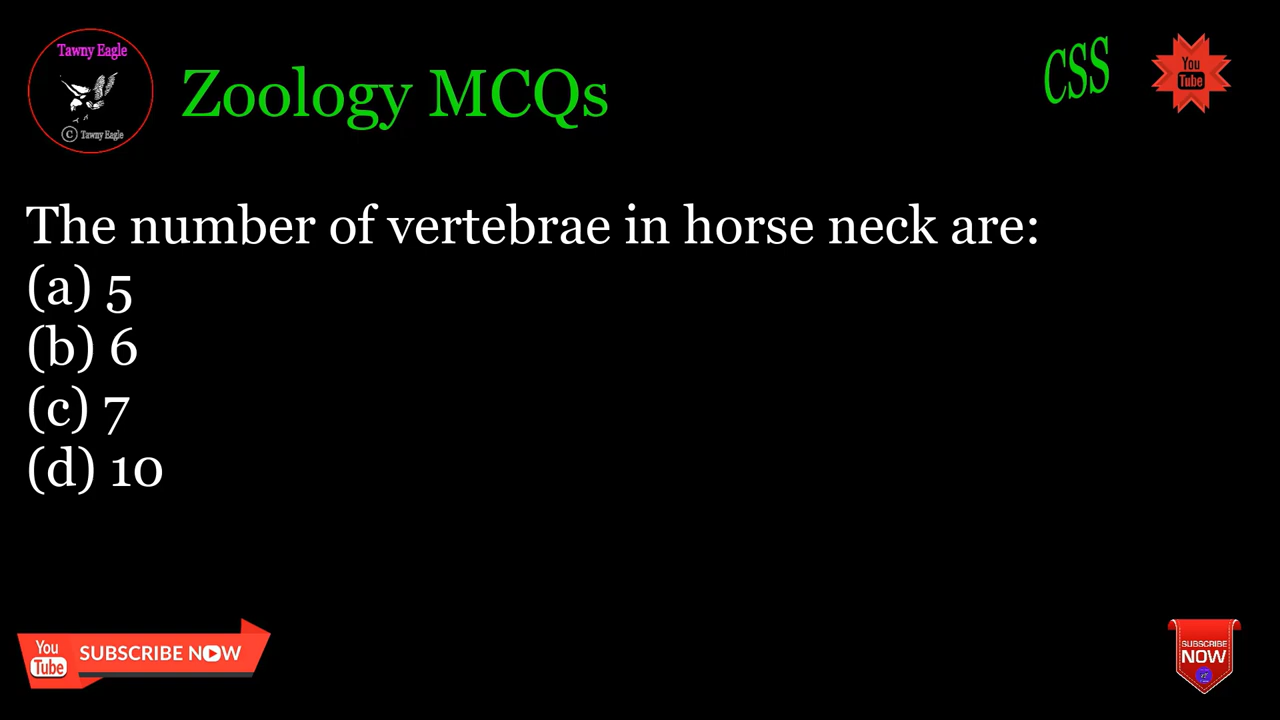 Tawny Eagle
© Tawny Eagle
Zoology MCQs
CSS
You
Tube
The number of vertebrae in horse neck are:
(a) 5
(b) 6
(c) 7
(d) 10
You
Tube
SUBSCRIBE NOW
SUBSCRIBE
NOW